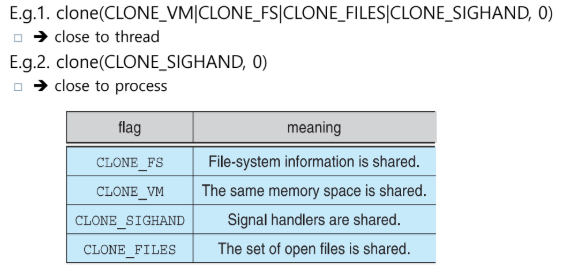 E.g.1. clone(CLONE_VM|CLONE_FS|CLONE_FILES|CLONE_SIGHAND, 0)
➔ close to thread
E.g.2. clone(CLONE_SIGHAND, 0)
➔ close to process
flag meaning
CLONE_FS File-system information is shared.
CLONE_VM The same memory space is shared.
CLONE_SIGHAND Signal handlers are shared.
CLONE_FILES The set of open files is shared.